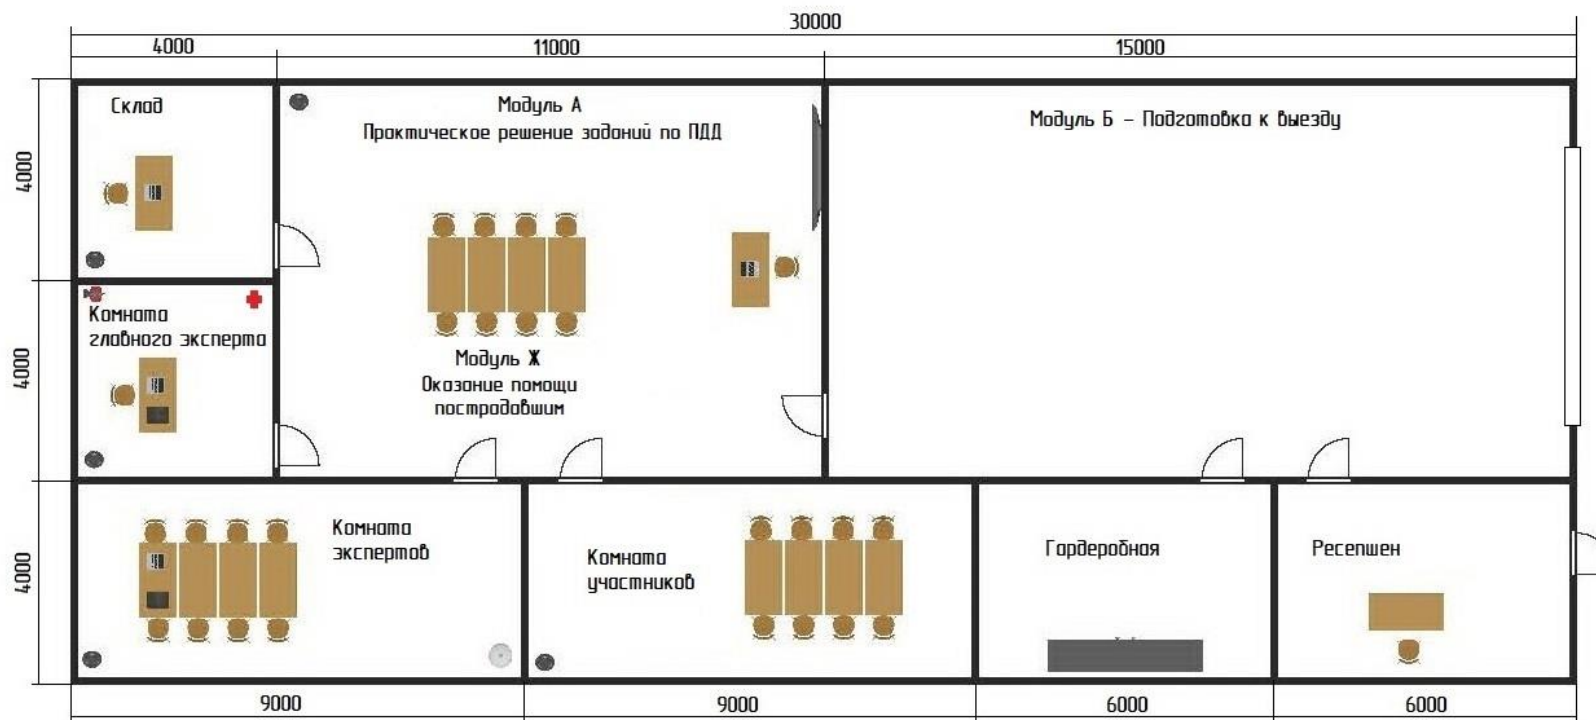 30000
4000
11000
15000
Склад
Модуль А
Практическое решение заданий по ПДД
Модуль Б - Подготовка к выезду
4000
Комната
главного эксперта
Модуль Ж
Оказание помощи
пострадавшим
4000
Комната
экспертов
Комната
участников
Гардеробная
Ресепшен
4000
9000
9000
6000
6000